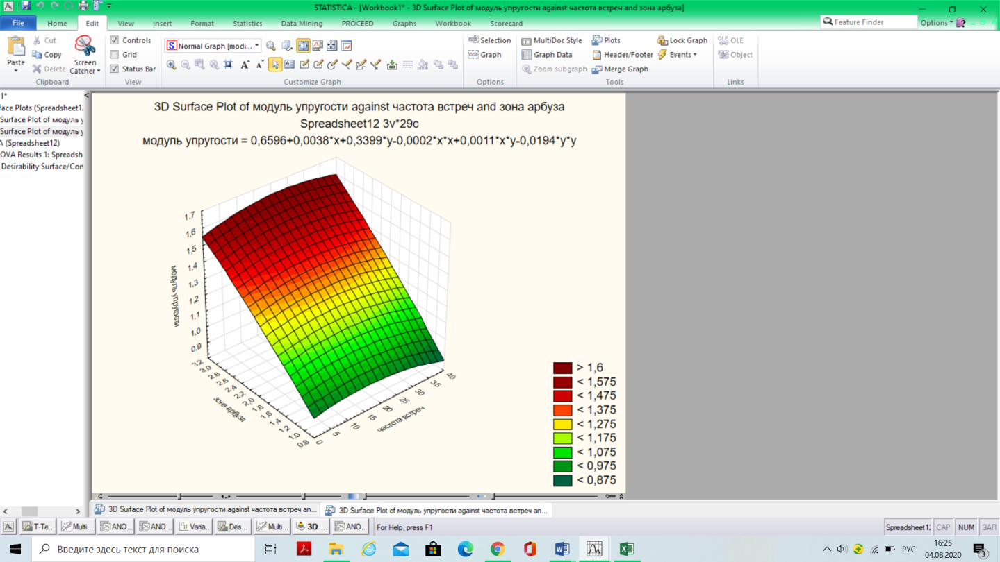 STATISTICA - [Workbook1* - 3D Surface Plot of модуль упругости against частота встреч and зона арбуза]
File Home Edit View Insert Format Statistics Data Mining PROCEED Graphs Workbook Scorecard Feature Finder Options
Paste
Cut
Copy
Delete
Screen Catcher
Clipboard
Controls
Grid
Status Bar
View
Normal Graph [modi...
Customize Graph
Selection
Graph
Options
MultiDoc Style
Graph Data
Zoom subgraph
Plots
Header/Footer
Merge Graph
Lock Graph
Events
Tools
OLE
Object
Links
1*
face Plots (Spreadsheet12
Surface Plot of модуль у
Surface Plot of модуль у
A (Spreadsheet12)
OVA Results 1: Spreadsh
Desirability Surface/Con
3D Surface Plot of модуль упругости against частота встреч and зона арбуза
Spreadsheet12 3v*29c
модуль упругости = 0,6596+0,0038*x+0,3399*y-0,0002*x*x+0,0011*x*y-0,0194*y*y
1,7
1,6
1,5
1,4
1,3
1,2
1,1
1,0
0,9
модуль упругости
3,2
3,0
2,8
2,6
2,4
2,2
2,0
1,8
1,6
1,4
1,2
1,0
0,8
зона арбуза
0
5
10
15
20
25
30
35
40
частота встреч
> 1,6
< 1,575
< 1,475
< 1,375
< 1,275
< 1,175
< 1,075
< 0,975
< 0,875
3D Surface Plot of модуль упругости against частота встреч an...
3D Surface Plot of модуль упругости against частота встреч an...
T-Te... Multi... ANO... ANO... Varia... Des... Multi... 3D ... ANO... For Help, press F1 Spreadsheet12 CAP NUM ЗАП
Введите здесь текст для поиска
РУС
16:25
04.08.2020
3